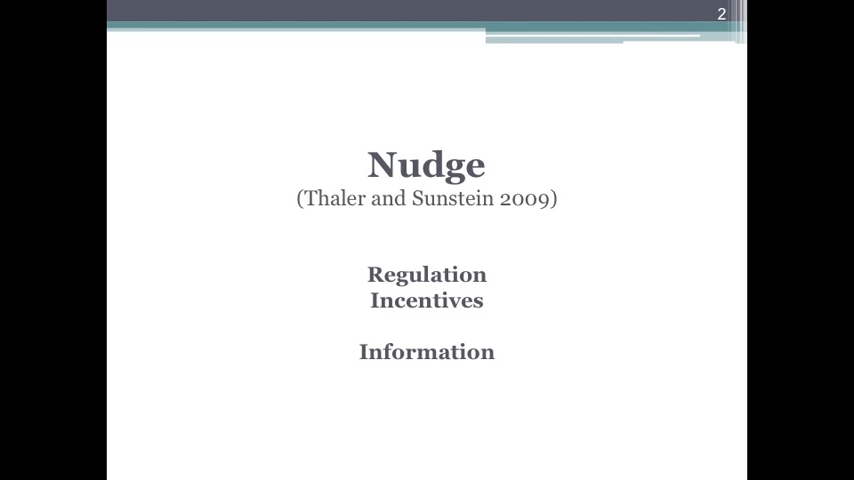 2
Nudge
(Thaler and Sunstein 2009)
Regulation
Incentives
Information